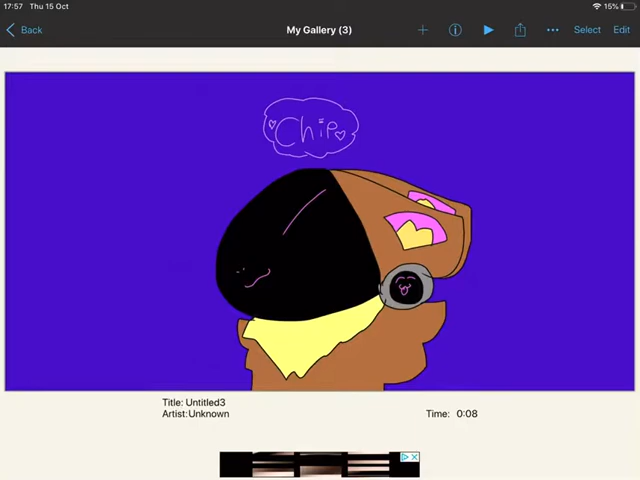 17:57 Thu 15 Oct 15%
Back My Gallery (3) Select Edit
Chip
Title: Untitled3
Artist:Unknown Time: 0:08